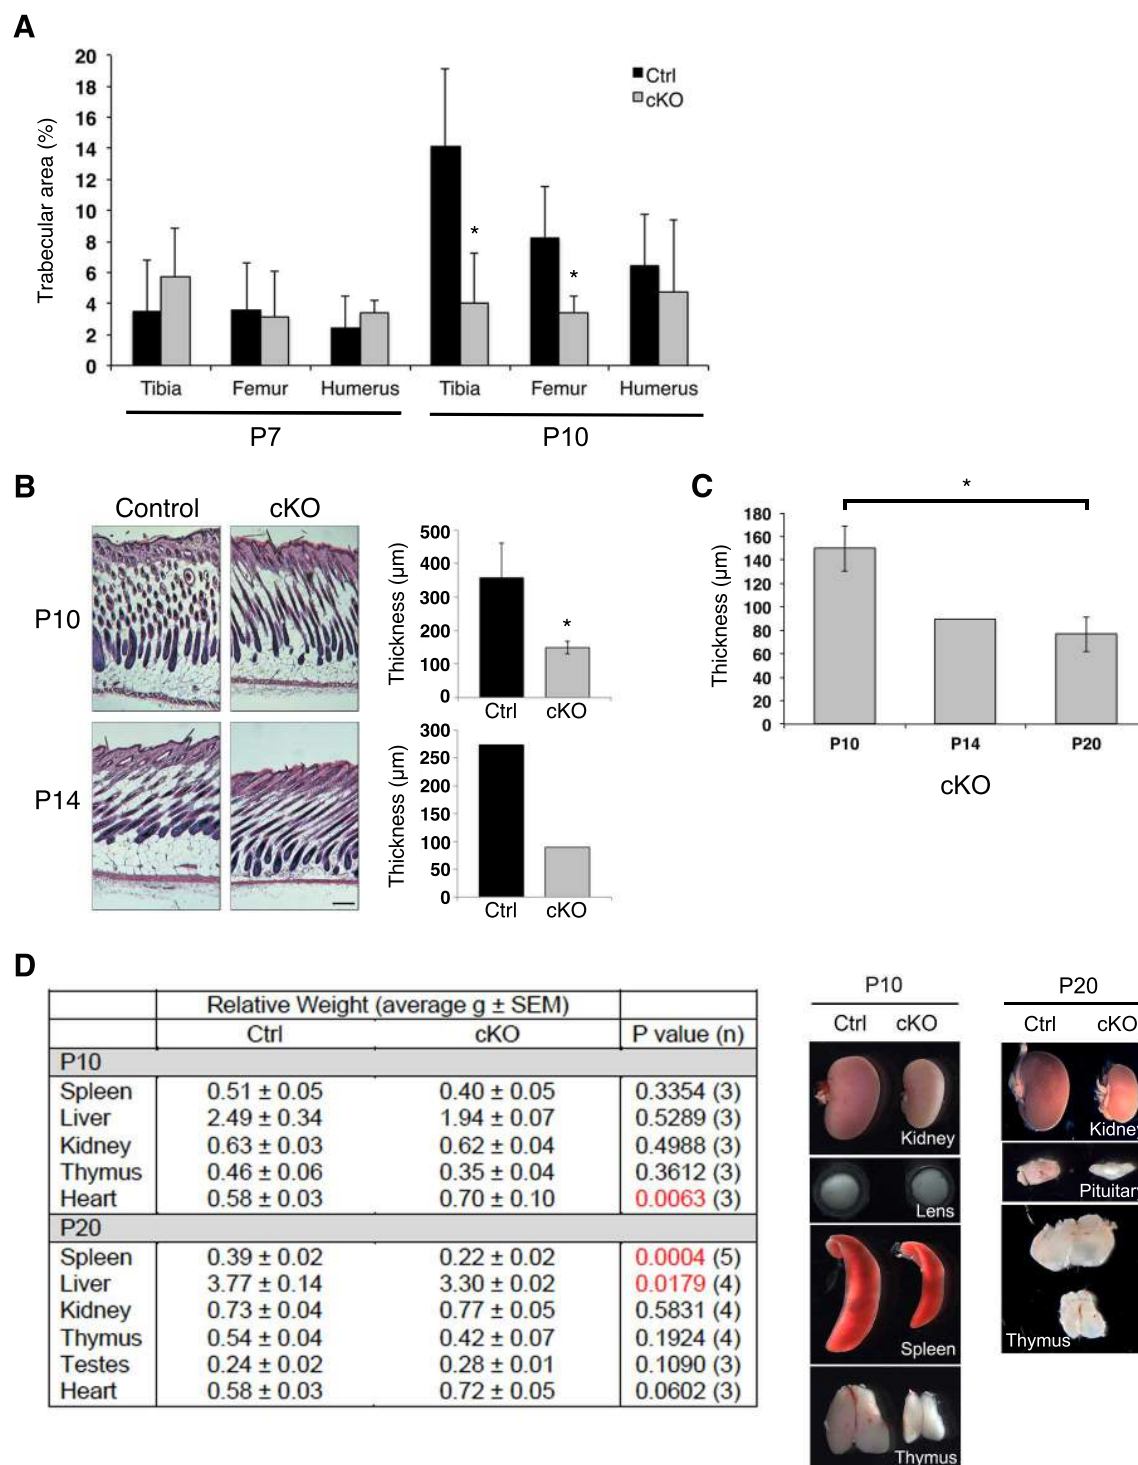 A
20
18
16
14
12
10
8
6
4
2
0
Trabecular area (%)
Ctrl
cKO
*
*
Tibia Femur Humerus Tibia Femur Humerus
P7 P10
B
Control cKO
P10
P14
500
400
300
200
100
0
Thickness (µm)
*
Ctrl cKO
300
250
200
150
100
50
0
Thickness (µm)
Ctrl cKO
C
*
180
160
140
120
100
80
60
40
20
0
Thickness (µm)
P10 P14 P20
cKO
D
Relative Weight (average g ± SEM)
Ctrl cKO P value (n)
P10
Spleen 0.51 ± 0.05 0.40 ± 0.05 0.3354 (3)
Liver 2.49 ± 0.34 1.94 ± 0.07 0.5289 (3)
Kidney 0.63 ± 0.03 0.62 ± 0.04 0.4988 (3)
Thymus 0.46 ± 0.06 0.35 ± 0.04 0.3612 (3)
Heart 0.58 ± 0.03 0.70 ± 0.10 0.0063 (3)
P20
Spleen 0.39 ± 0.02 0.22 ± 0.02 0.0004 (5)
Liver 3.77 ± 0.14 3.30 ± 0.02 0.0179 (4)
Kidney 0.73 ± 0.04 0.77 ± 0.05 0.5831 (4)
Thymus 0.54 ± 0.04 0.42 ± 0.07 0.1924 (4)
Testes 0.24 ± 0.02 0.28 ± 0.01 0.1090 (3)
Heart 0.58 ± 0.03 0.72 ± 0.05 0.0602 (3)
P10
Ctrl cKO
Kidney
Lens
Spleen
Thymus
P20
Ctrl cKO
Kidney
Pituitary
Thymus